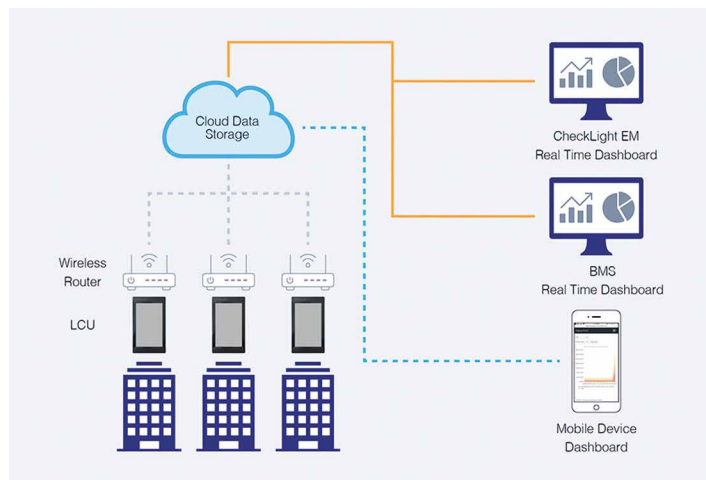 Cloud Data
Storage
CheckLight EM
Real Time Dashboard
Wireless
Router
BMS
Real Time Dashboard
LCU
Mobile Device
Dashboard